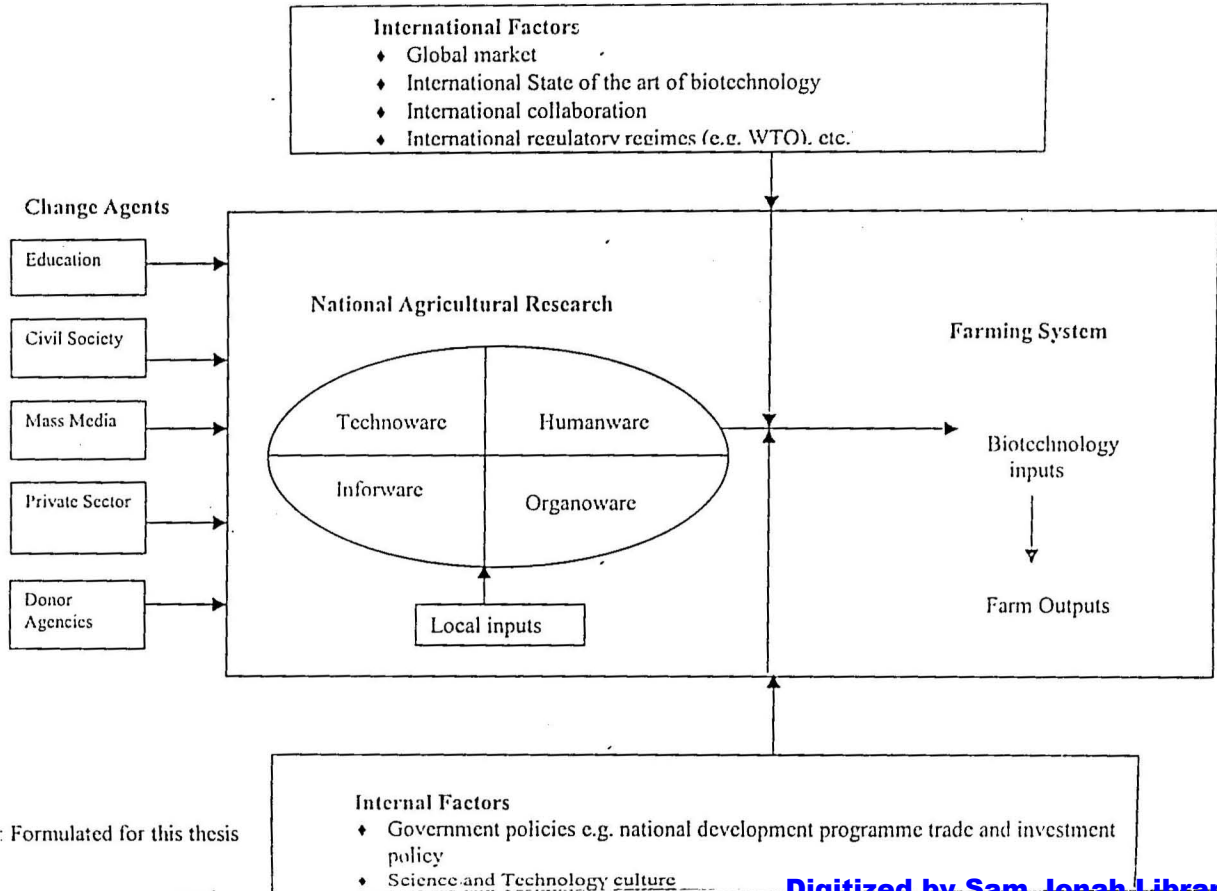 International Factors
♦ Global market
♦ International State of the art of biotechnology
♦ International collaboration
♦ International regulatory regimes (e.g. WTO), etc.
Change Agents
Education
Civil Society
Mass Media
Private Sector
Donor
Agencies
National Agricultural Research
Technoware
Humanware
Inforware
Organoware
Local inputs
Farming System
Biotechnology
inputs
Farm Outputs
Internal Factors
♦ Government policies e.g. national development programme trade and investment
policy
♦ Science and Technology culture
: Formulated for this thesis
Digitized by Sam Jonah Librar